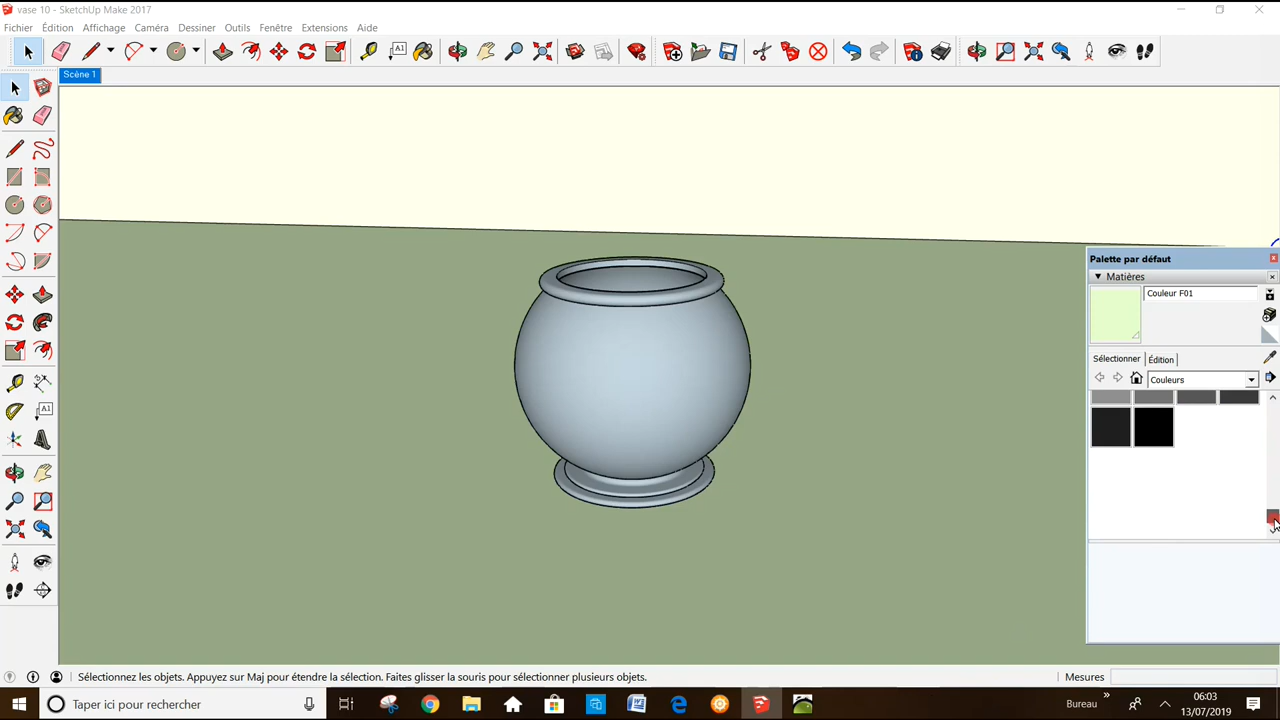 vase 10 - SketchUp Make 2017
Fichier Édition Affichage Caméra Dessiner Outils Fenêtre Extensions Aide
A1
Scène 1
Palette par défaut
Matières
Couleur F01
Sélectionner Édition
Couleurs
A1
Sélectionnez les objets. Appuyez sur Maj pour étendre la sélection. Faites glisser la souris pour sélectionner plusieurs objets.
Mesures
Taper ici pour rechercher
Bureau
06:03
13/07/2019